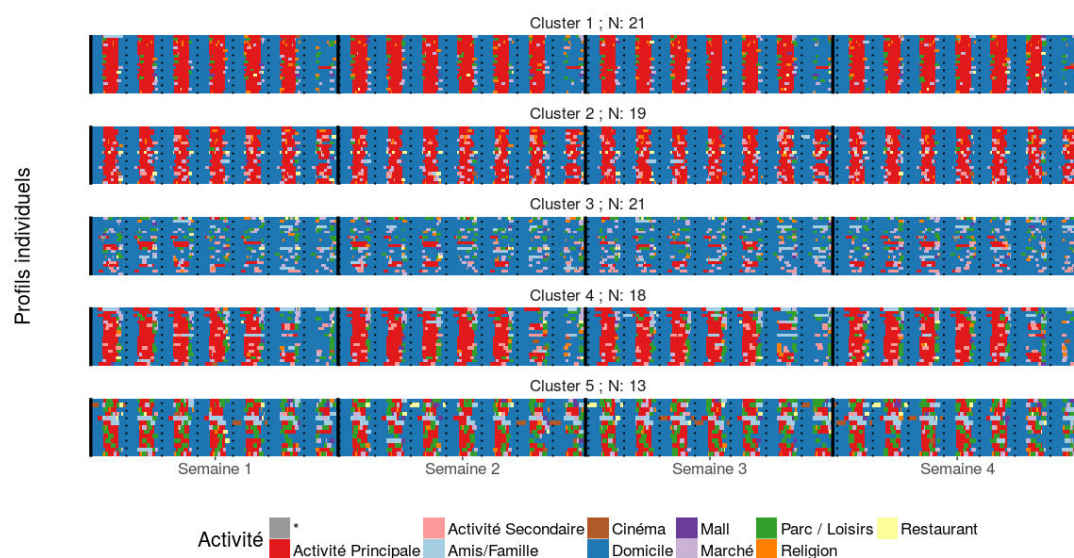 Cluster 1 ; N: 21
Cluster 2 ; N: 19
Cluster 3 ; N: 21
Cluster 4 ; N: 18
Cluster 5 ; N: 13
Profils individuels
Semaine 1 Semaine 2 Semaine 3 Semaine 4
Activité
* Activité Secondaire Cinéma Mall Parc / Loisirs Restaurant
Activité Principale Amis/Famille Domicile Marché Religion